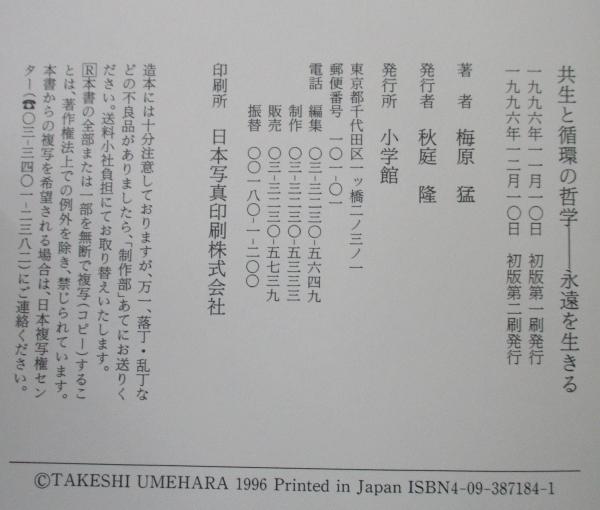 共生と循環の哲学──永遠を生きる
一九九六年一一月一〇日　初版第一刷発行
一九九六年一二月一〇日　初版第二刷発行
著　者　梅原　猛
発行者　秋庭　隆
発行所　小学館
東京都千代田区一ッ橋二ノ三ノ一
郵便番号　一〇一-〇一
電話　編集　〇三-三二三〇-五六四九
制作　〇三-三二三〇-五三三三
販売　〇三-三二三〇-五七三九
振替　〇〇一八〇-一-二〇〇
印刷所　日本写真印刷株式会社
造本には十分注意しておりますが、万一、落丁・乱丁な
どの不良品がありましたら、「制作部」あてにお送りく
ださい。送料小社負担にてお取り替えいたします。
Ⓡ本書の全部または一部を無断で複写(コピー)するこ
とは、著作権法上での例外を除き、禁じられています。
本書からの複写を希望される場合は、日本複写権セン
ター(☎〇三-三四〇一-二三八二)にご連絡ください。
©TAKESHI UMEHARA 1996 Printed in Japan ISBN4-09-387184-1